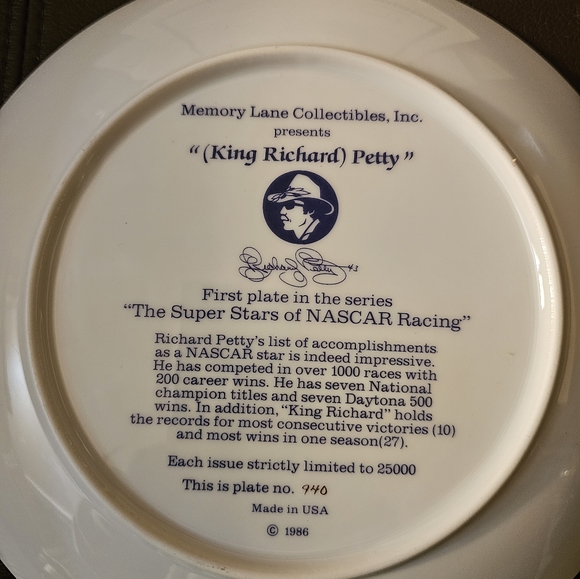 Memory Lane Collectibles, Inc.
presents
“(King Richard) Petty”
Richard Petty 43
First plate in the series
“The Super Stars of NASCAR Racing”
Richard Petty's list of accomplishments
as a NASCAR star is indeed impressive.
He has competed in over 1000 races with
200 career wins. He has seven National
champion titles and seven Daytona 500
wins. In addition, “King Richard” holds
the records for most consecutive victories (10)
and most wins in one season(27).
Each issue strictly limited to 25000
This is plate no. 940
Made in USA
© 1986